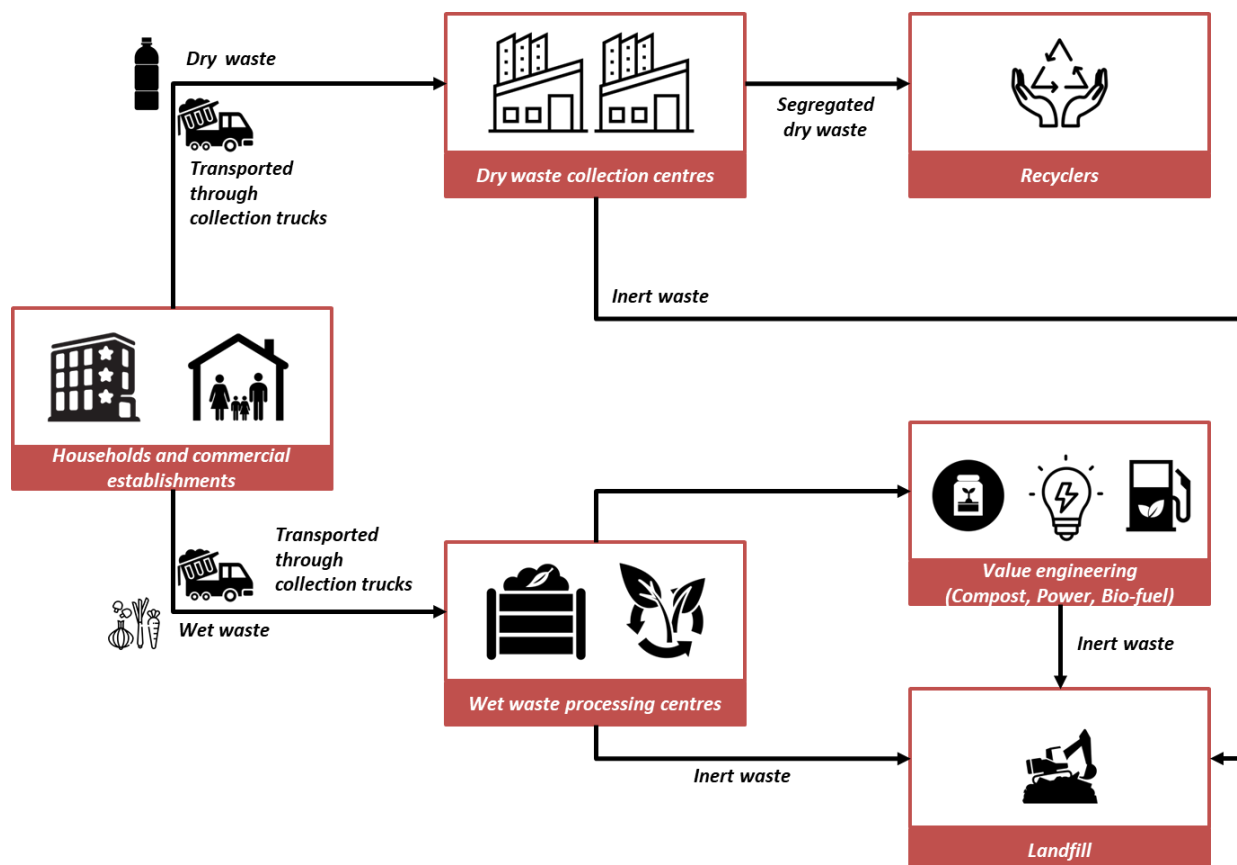 Dry waste
Transported
through
collection trucks
Dry waste collection centres
Segregated
dry waste
Recyclers
Inert waste
Households and commercial
establishments
Transported
through
collection trucks
Wet waste
Wet waste processing centres
Value engineering
(Compost, Power, Bio-fuel)
Inert waste
Inert waste
Landfill